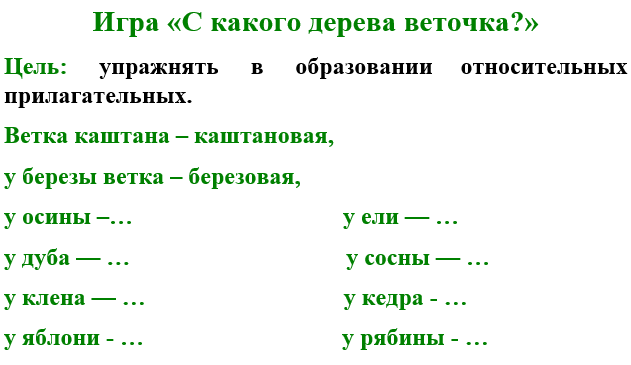 Игра «С какого дерева веточка?»
Цель: упражнять в образовании относительных
прилагательных.
Ветка каштана – каштановая,
у березы ветка – березовая,
у осины –… у ели — …
у дуба — … у сосны — …
у клена — … у кедра - …
у яблони - … у рябины - …